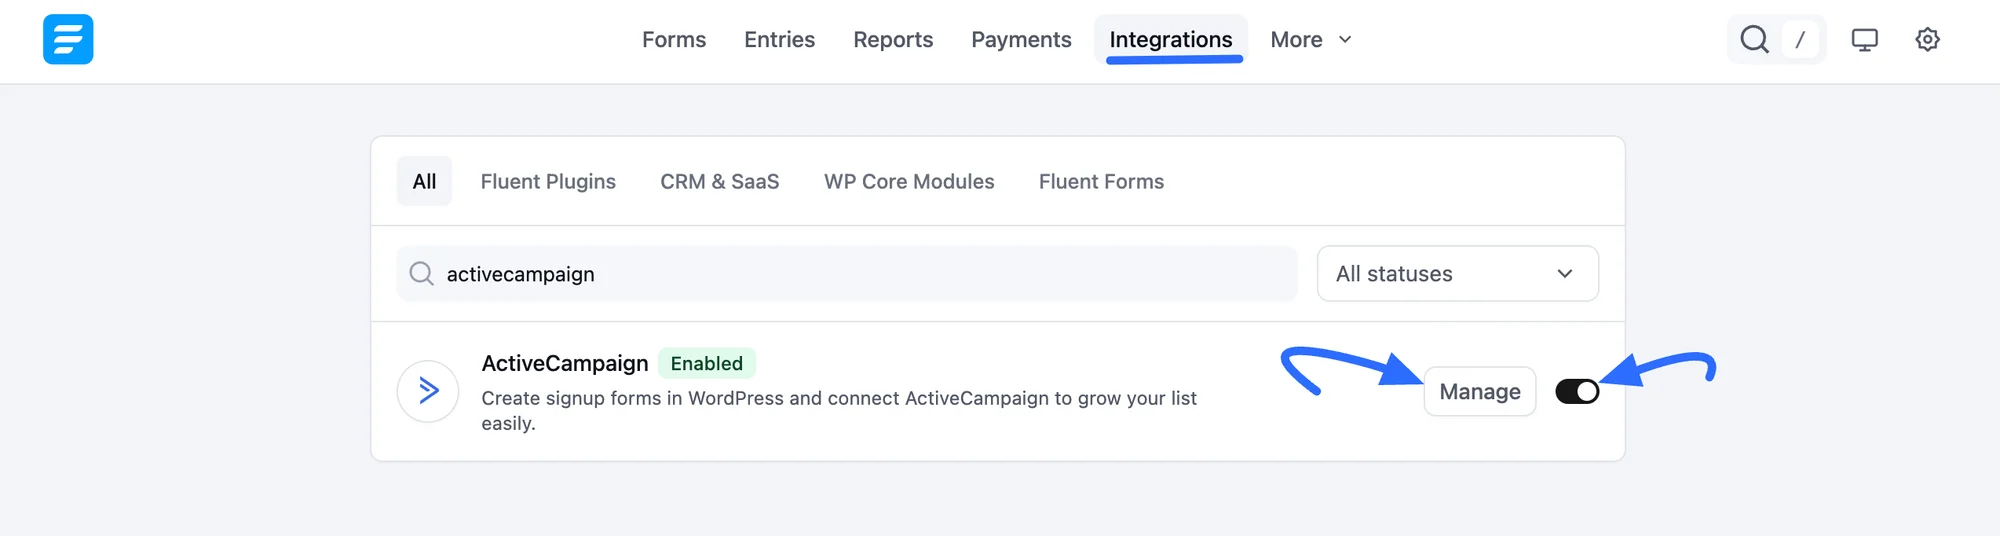 Forms Entries Reports Payments Integrations More /
All Fluent Plugins CRM & SaaS WP Core Modules Fluent Forms
activecampaign All statuses
ActiveCampaign Enabled
Create signup forms in WordPress and connect ActiveCampaign to grow your list
easily.
Manage